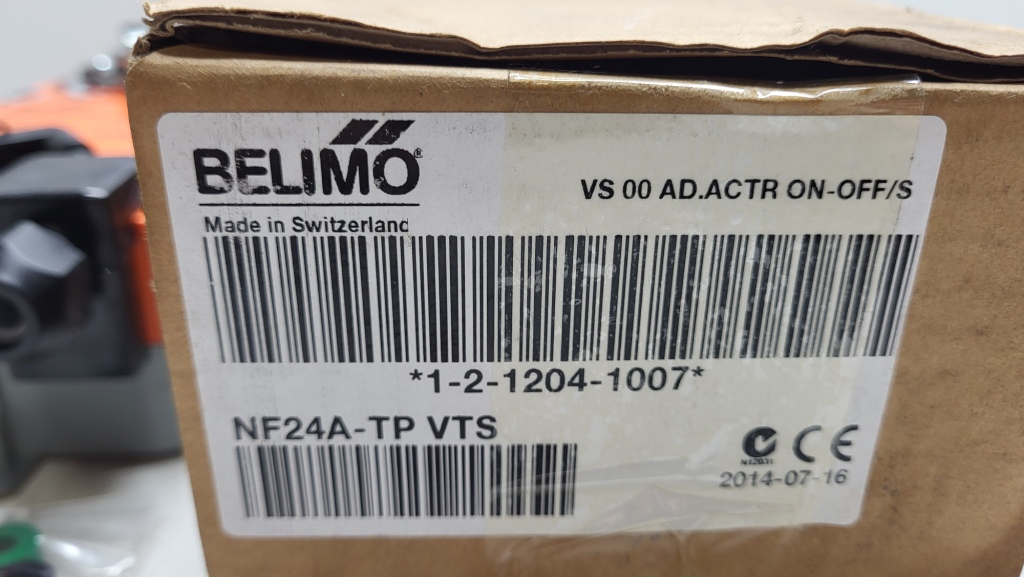 BELIMO®
VS 00 AD.ACTR ON-OFF/S
Made in Switzerland
*1-2-1204-1007*
NF24A-TP VTS
CE
2014-07-16